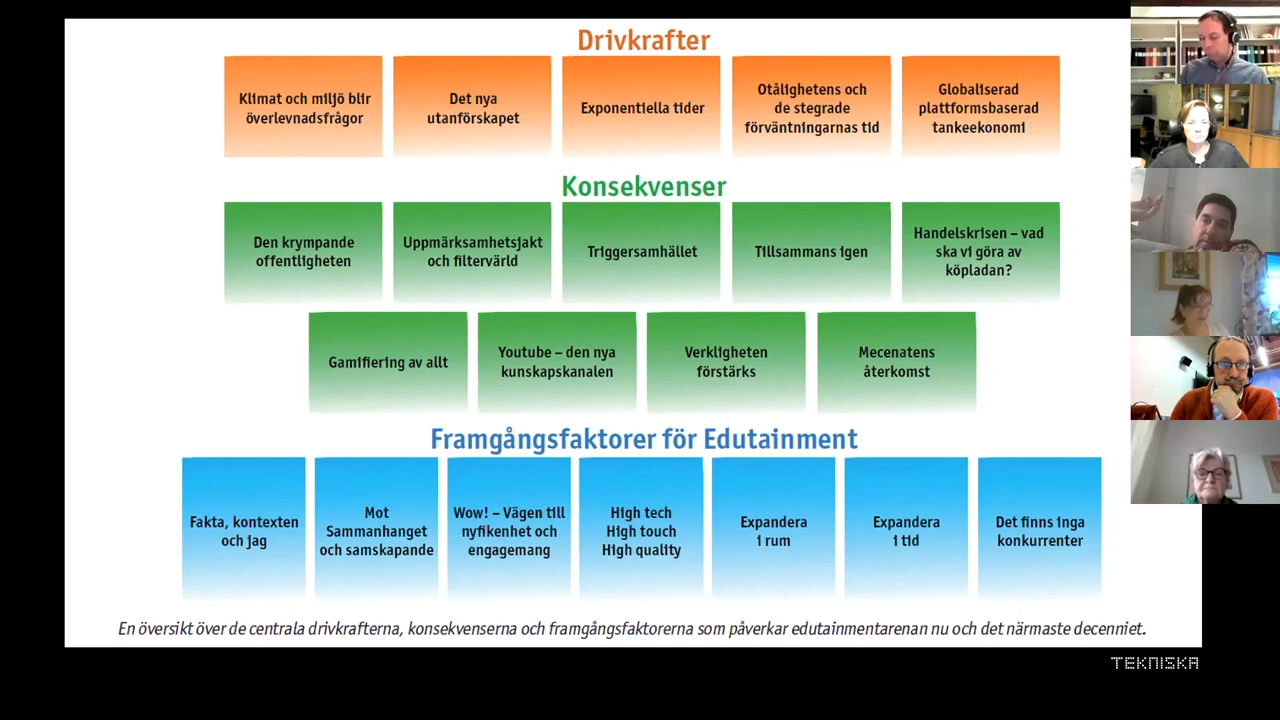 Drivkrafter
Klimat och miljö blir
överlevnadsfrågor
Det nya
utanförskapet
Exponentiella tider
Otålighetens och
de stegrade
förväntningarnas tid
Globaliserad
plattformsbaserad
tankeekonomi
Konsekvenser
Den krympande
offentligheten
Uppmärksamhetsjakt
och filtervärld
Triggersamhället
Tillsammans igen
Handelskrisen – vad
ska vi göra av
köpladan?
Gamifiering av allt
Youtube – den nya
kunskapskanalen
Verkligheten
förstärks
Mecenatens
återkomst
Framgångsfaktorer för Edutainment
Fakta, kontexten
och jag
Mot
Sammanhanget
och samskapande
Wow! – Vägen till
nyfikenhet och
engagemang
High tech
High touch
High quality
Expandera
i rum
Expandera
i tid
Det finns inga
konkurrenter
En översikt över de centrala drivkrafterna, konsekvenserna och framgångsfaktorerna som påverkar edutainmentarenan nu och det närmaste decenniet.
TEKNISKA